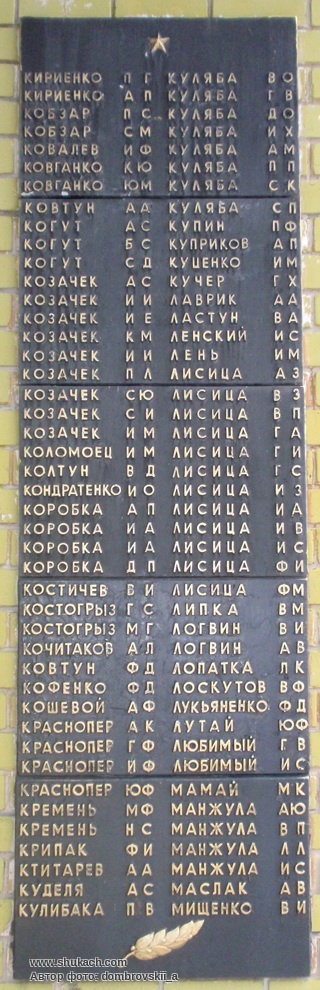 КИРИЕНКО П Г КУЛЯБА В О
КИРИЕНКО А П КУЛЯБА Г В
КОБЗАР П С КУЛЯБА Д О
КОБЗАР С М КУЛЯБА И Х
КОВАЛЕВ И Ф КУЛЯБА А М
КОВГАНКО К Ю КУЛЯБА П П
КОВГАНКО Ю М КУЛЯБА С К
КОВТУН А А КУЛЯБА С П
КОГУТ А С КУПИН П Ф
КОГУТ Б С КУПРИКОВ А П
КОГУТ С Д КУЦЕНКО И М
КОЗАЧЕК А С КУЧЕР Г Х
КОЗАЧЕК И И ЛАВРИК А А
КОЗАЧЕК И Е ЛАСТУН В А
КОЗАЧЕК К М ЛЕНСКИЙ И С
КОЗАЧЕК И И ЛЕНЬ И М
КОЗАЧЕК П Л ЛИСИЦА А З
КОЗАЧЕК С Ю ЛИСИЦА В З
КОЗАЧЕК С И ЛИСИЦА В П
КОЗАЧЕК И М ЛИСИЦА Г А
КОЛОМОЕЦ И М ЛИСИЦА Г И
КОЛТУН В Д ЛИСИЦА Г С
КОНДРАТЕНКО И О ЛИСИЦА И З
КОРОБКА А П ЛИСИЦА И А
КОРОБКА И А ЛИСИЦА И В
КОРОБКА И А ЛИСИЦА И С
КОРОБКА Д П ЛИСИЦА Ф И
КОСТИЧЕВ В И ЛИСИЦА Ф М
КОСТОГРЫЗ Г С ЛИПКА В М
КОСТОГРЫЗ М Г ЛОГВИН В И
КОЧИТАКОВ А Л ЛОГВИН А В
КОВТУН Ф Д ЛОПАТКА Л К
КОФЕНКО Ф Д ЛОСКУТОВ В Ф
КОШЕВОЙ А Ф ЛУКЬЯНЕНКО Ф Д
КРАСНОПЕР А К ЛУТАЙ Ю Ф
КРАСНОПЕР Г Ф ЛЮБИМЫЙ Г В
КРАСНОПЕР И Ф ЛЮБИМЫЙ И С
КРАСНОПЕР Ю Ф МАМАЙ М К
КРЕМЕНЬ М Ф МАНЖУЛА А Ю
КРЕМЕНЬ Н С МАНЖУЛА В П
КРИПАК Ф И МАНЖУЛА Л Л
КТИТАРЕВ А А МАНЖУЛА И С
КУДЕЛЯ А С МАСЛАК А В
КУЛИБАКА П В МИЩЕНКО В И
www.shukach.com
Автор фото: dombrovskii_a